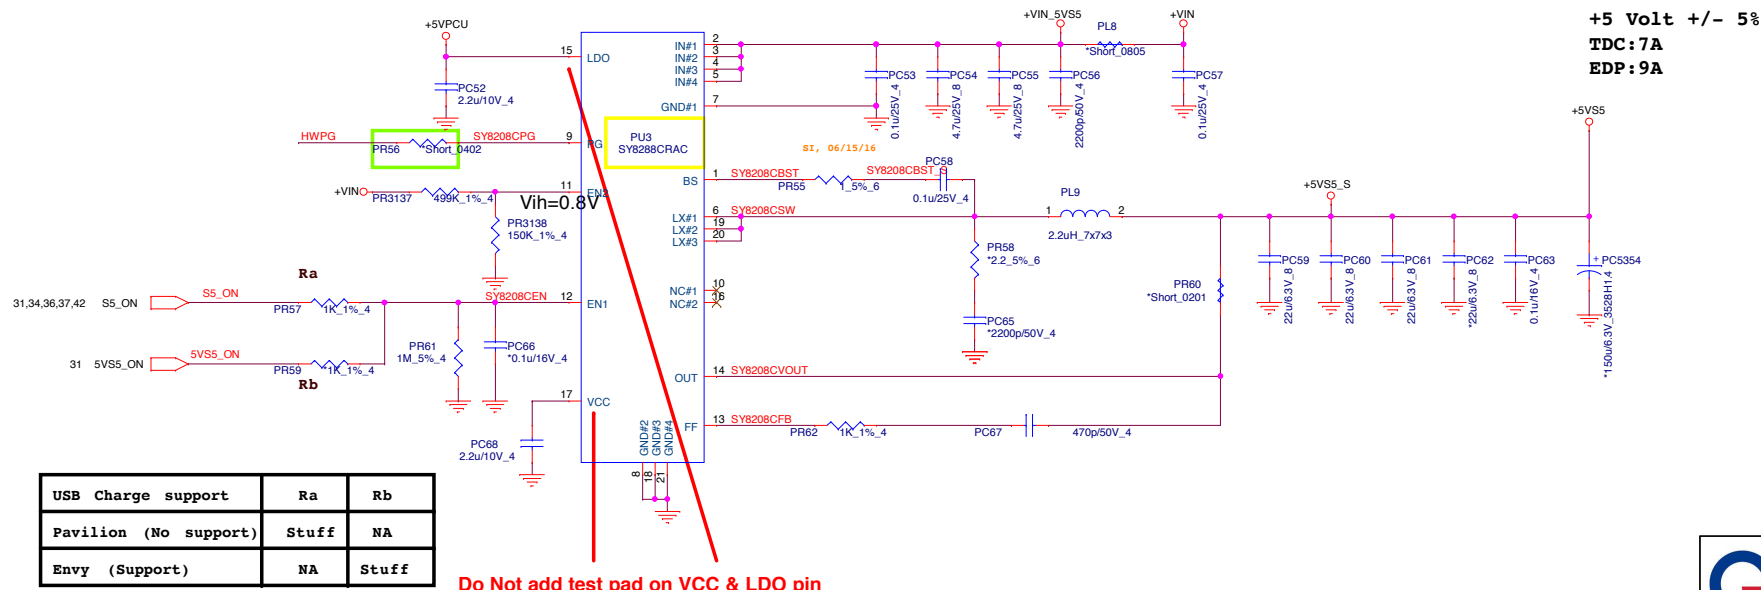 +5VPCU
15
LDO
PC52
2.2u/10V_4
HWPG
PR56
*Short_0402
SY8208CPG
9
PG
PU3
SY8288CRAC
+VIN
PR3137
499K_1%_4
11
EN2
Vih=0.8V
PR3138
150K_1%_4
Ra
31,34,36,37,42
S5_ON
S5_ON
PR57
1K_1%_4
SY8208CEN
12
EN1
31
5VS5_ON
5VS5_ON
PR59
*1K_1%_4
Rb
PR61
1M_5%_4
PC66
*0.1u/16V_4
17
VCC
PC68
2.2u/10V_4
GND#2
GND#3
GND#4
8
18
21
IN#1
IN#2
IN#3
IN#4
2
3
4
5
GND#1
7
+VIN_5VS5
PL8
*Short_0805
+VIN
PC53
0.1u/25V_4
PC54
4.7u/25V_8
PC55
4.7u/25V_8
PC56
2200p/50V_4
PC57
0.1u/25V_4
SI, 06/15/16
BS
1
SY8208CBST
PR55
1_5%_6
SY8208CBST_S
PC58
0.1u/25V_4
LX#1
LX#2
LX#3
6
19
20
SY8208CSW
PL9
1
2
2.2uH_7x7x3
PR58
*2.2_5%_6
PC65
*2200p/50V_4
NC#1
NC#2
10
16
PR60
*Short_0201
OUT
14
SY8208CVOUT
FF
13
SY8208CFB
PR62
1K_1%_4
PC67
470p/50V_4
+5VS5_S
+5VS5
PC59
22u/6.3V_8
PC60
22u/6.3V_8
PC61
22u/6.3V_8
PC62
*22u/6.3V_8
PC63
0.1u/16V_4
+
PC5354
*150u/6.3V_3528H1.4
+5 Volt +/- 5%
TDC:7A
EDP:9A
USB Charge support Ra Rb
Pavilion (No support) Stuff NA
Envy (Support) NA Stuff
Do Not add test pad on VCC & LDO pin